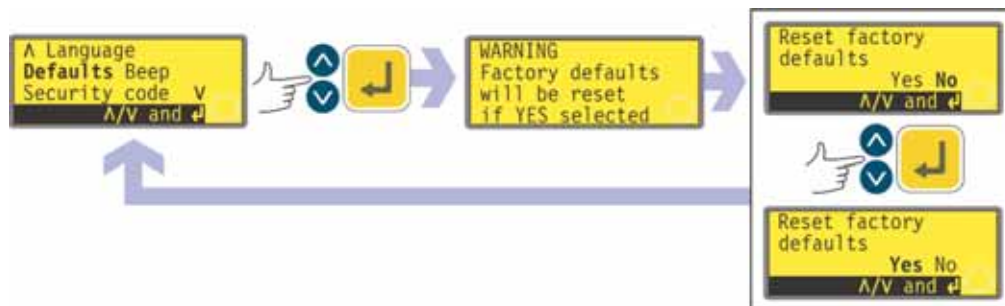 Λ Language
Defaults Beep
Security code V
Λ/V and ↵
WARNING
Factory defaults
will be reset
if YES selected
Reset factory
defaults
Yes No
Λ/V and ↵
Reset factory
defaults
Yes No
Λ/V and ↵